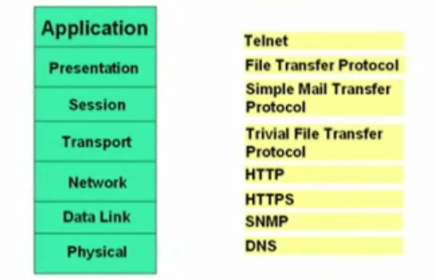 Application
Presentation
Session
Transport
Network
Data Link
Physical
Telnet
File Transfer Protocol
Simple Mail Transfer
Protocol
Trivial File Transfer
Protocol
HTTP
HTTPS
SNMP
DNS